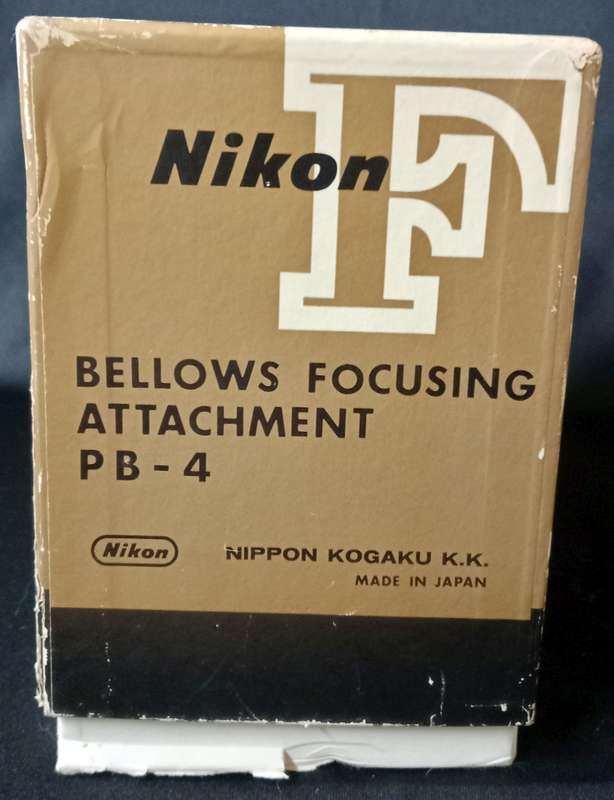 Nikon F
BELLOWS FOCUSING
ATTACHMENT
PB-4
Nikon
NIPPON KOGAKU K.K.
MADE IN JAPAN